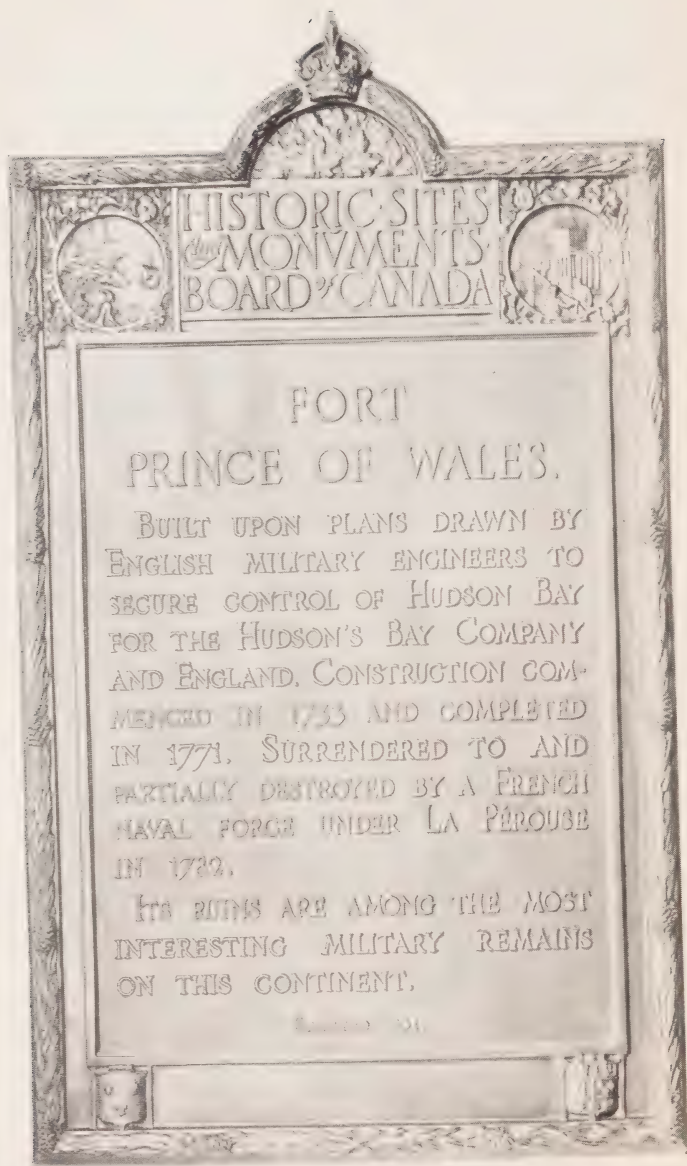 HISTORIC·SITES
and MONVMENTS·
BOARD of CANADA
FORT
PRINCE OF WALES.
BUILT UPON PLANS DRAWN BY
ENGLISH MILITARY ENGINEERS TO
SECURE CONTROL OF HUDSON BAY
FOR THE HUDSON'S BAY COMPANY
AND ENGLAND. CONSTRUCTION COM-
MENCED IN 1733 AND COMPLETED
IN 1771. SURRENDERED TO AND
PARTIALLY DESTROYED BY A FRENCH
NAVAL FORCE UNDER LA PÉROUSE
IN 1782.
ITS RUINS ARE AMONG THE MOST
INTERESTING MILITARY REMAINS
ON THIS CONTINENT.